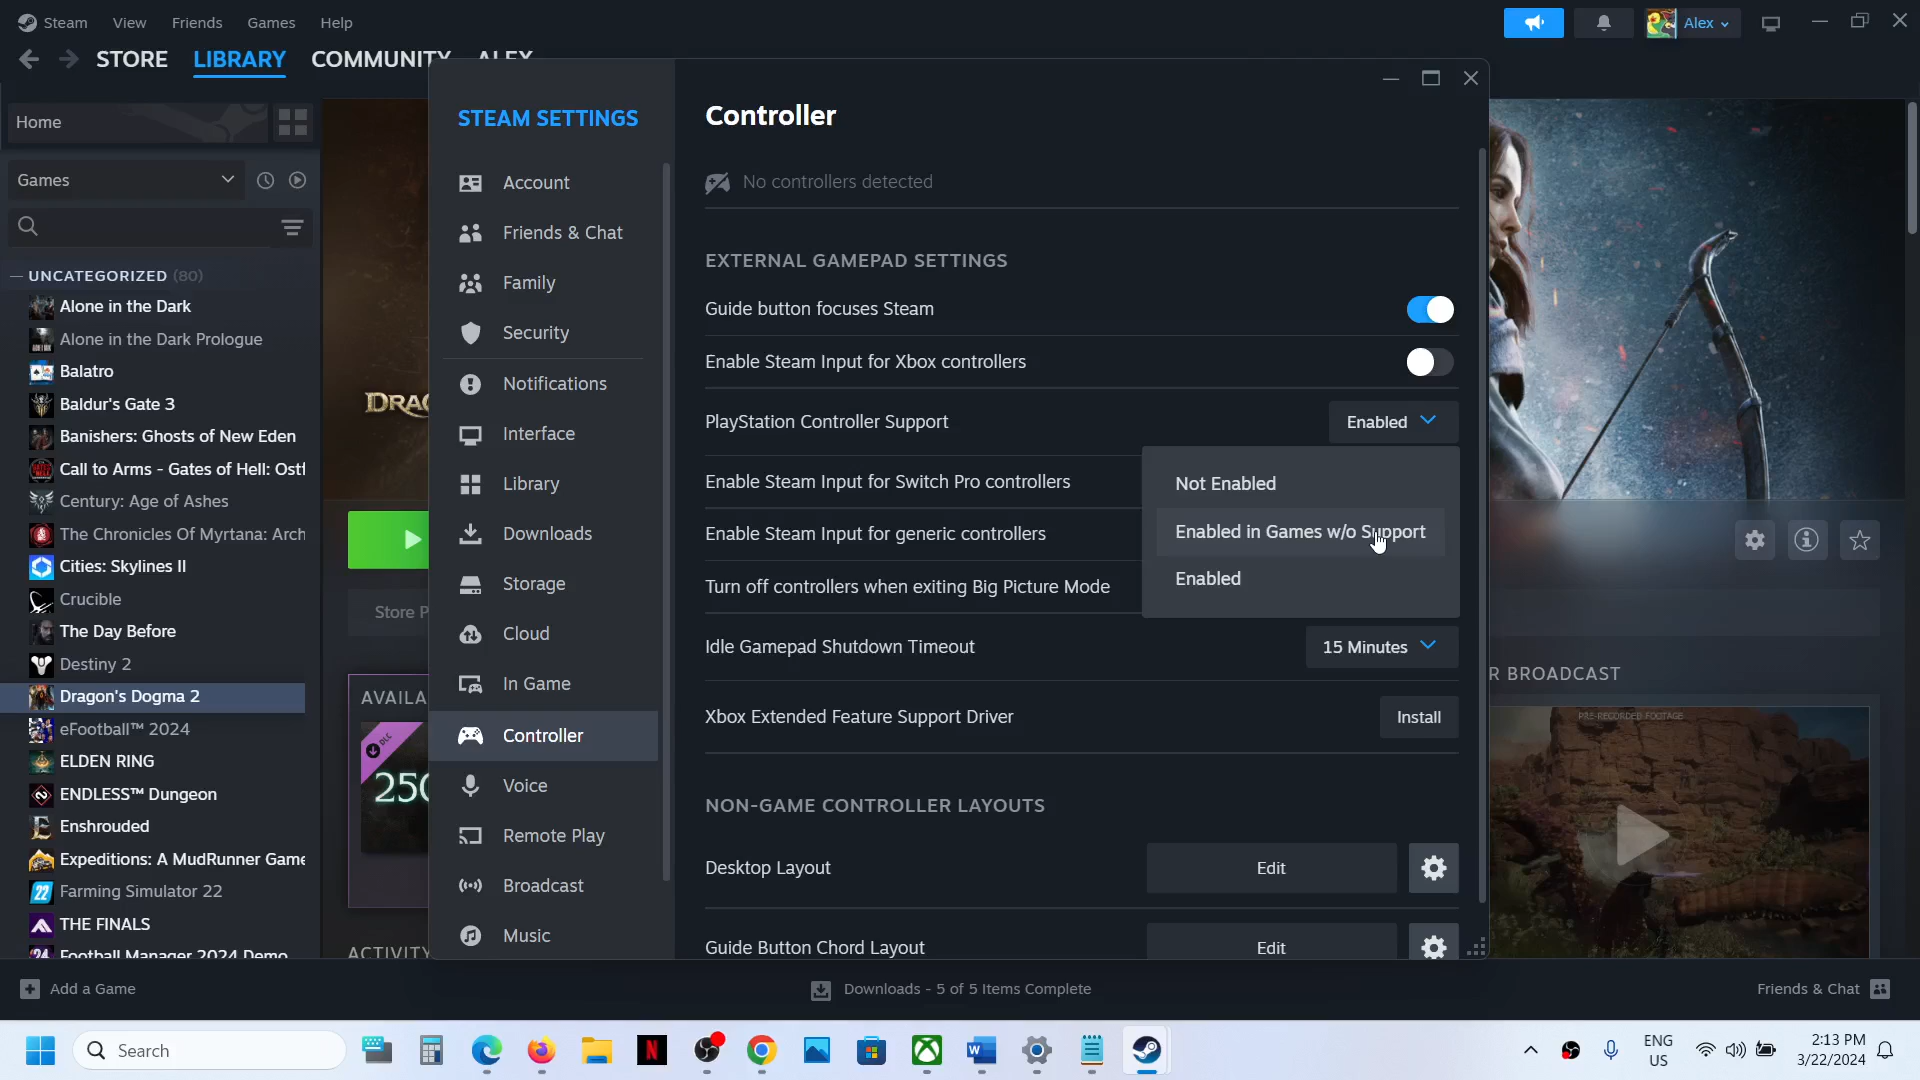 Steam View Friends Games Help
Alex
STORE LIBRARY COMMUNITY ALEX
Home
Games
UNCATEGORIZED (80)
Alone in the Dark
Alone in the Dark Prologue
Balatro
Baldur's Gate 3
Banishers: Ghosts of New Eden
Call to Arms - Gates of Hell: Ostf
Century: Age of Ashes
The Chronicles Of Myrtana: Arch
Cities: Skylines II
Crucible
The Day Before
Destiny 2
Dragon's Dogma 2
eFootball™ 2024
ELDEN RING
ENDLESS™ Dungeon
Enshrouded
Expeditions: A MudRunner Game
Farming Simulator 22
THE FINALS
Football Manager 2024 Demo
Add a Game
DRAG
Store P
AVAILA
DLC
250
ACTIVITY
STEAM SETTINGS
Account
Friends & Chat
Family
Security
Notifications
Interface
Library
Downloads
Storage
Cloud
In Game
Controller
Voice
Remote Play
Broadcast
Music
Controller
No controllers detected
EXTERNAL GAMEPAD SETTINGS
Guide button focuses Steam
Enable Steam Input for Xbox controllers
PlayStation Controller Support Enabled
Not Enabled
Enabled in Games w/o Support
Enabled
Enable Steam Input for Switch Pro controllers
Enable Steam Input for generic controllers
Turn off controllers when exiting Big Picture Mode
Idle Gamepad Shutdown Timeout 15 Minutes
Xbox Extended Feature Support Driver Install
NON-GAME CONTROLLER LAYOUTS
Desktop Layout Edit
Guide Button Chord Layout Edit
R BROADCAST
PRE-RECORDED FOOTAGE
Downloads - 5 of 5 Items Complete
Friends & Chat
Search
ENG
US
2:13 PM
3/22/2024